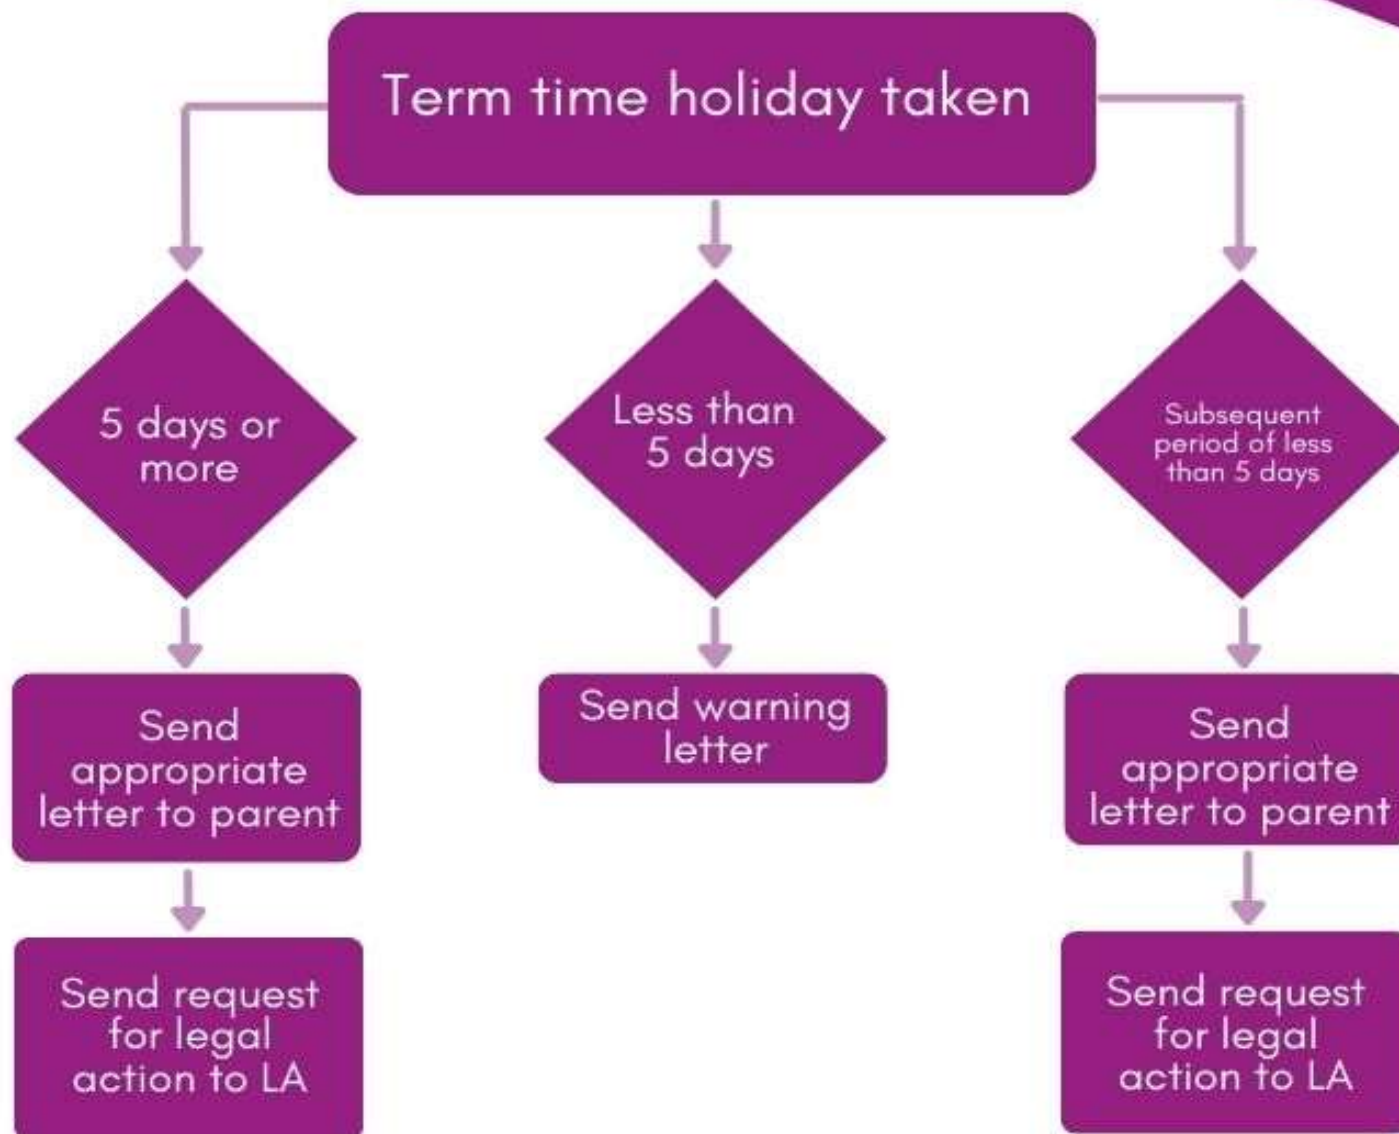 Term time holiday taken
5 days or
more
Less than
5 days
Subsequent
period of less
than 5 days
Send
appropriate
letter to parent
Send warning
letter
Send
appropriate
letter to parent
Send request
for legal
action to LA
Send request
for legal
action to LA